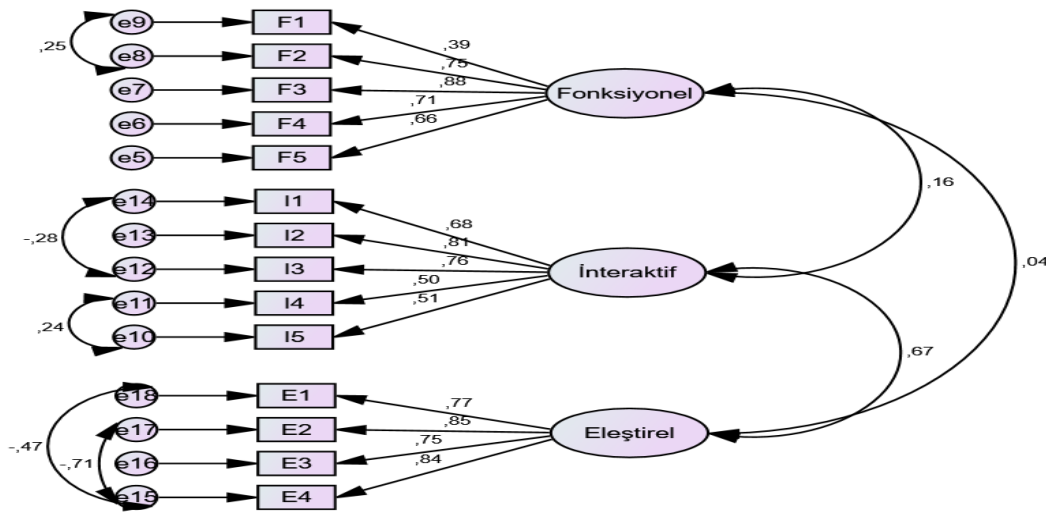 e9 F1
,25
e8 F2
e7 F3
e6 F4
e5 F5
,39
,75
,88
,71
,66
Fonksiyonel
,16
e14 I1
-,28
e13 I2
e12 I3
e11 I4
,24
e10 I5
,68
,81
,76
,50
,51
İnteraktif
,04
,67
e18 E1
-,47
e17 E2
-,71
e16 E3
e15 E4
,77
,85
,75
,84
Eleştirel